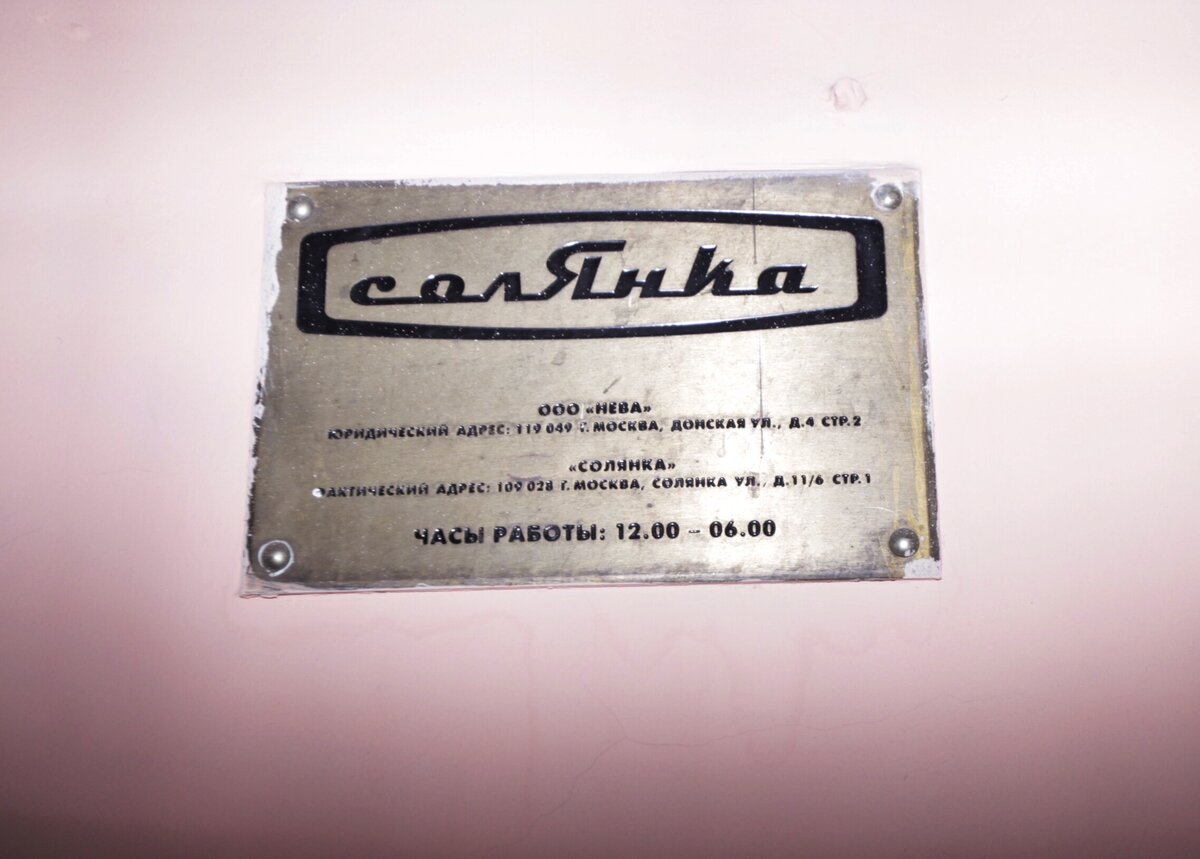 солЯнка
ООО «НЕВА»
ЮРИДИЧЕСКИЙ АДРЕС: 119 049 Г. МОСКВА, ДОНСКАЯ УЛ., Д.4 СТР.2
«СОЛЯНКА»
ФАКТИЧЕСКИЙ АДРЕС: 109 028 Г. МОСКВА, СОЛЯНКА УЛ., Д.11/6 СТР.1
ЧАСЫ РАБОТЫ: 12.00 – 06.00